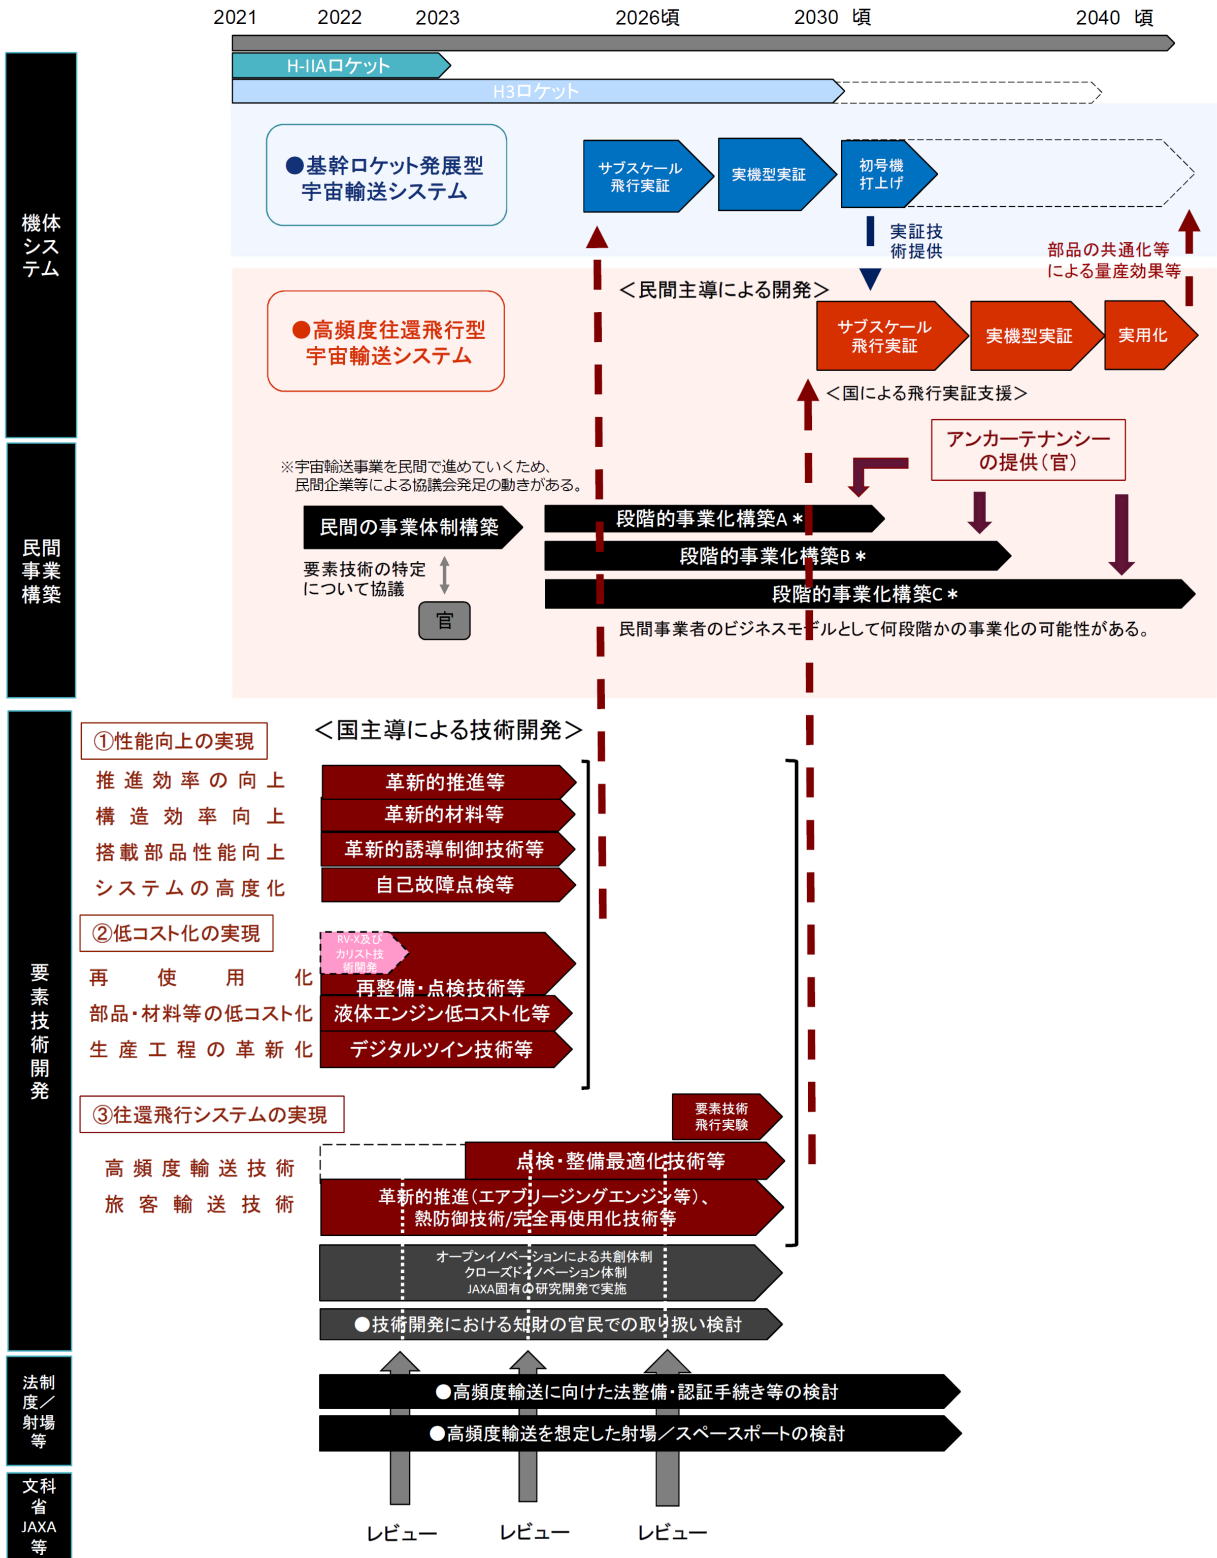 2021 2022 2023 2026頃 2030 頃 2040 頃
H-IIAロケット
H3ロケット
機体
シス
テム
●基幹ロケット発展型
宇宙輸送システム
サブスケール
飛行実証
実機型実証
初号機
打上げ
実証技
術提供
部品の共通化等
による量産効果等
＜民間主導による開発＞
●高頻度往還飛行型
宇宙輸送システム
サブスケール
飛行実証
実機型実証
実用化
＜国による飛行実証支援＞
民間
事業
構築
アンカーテナンシー
の提供（官）
※宇宙輸送事業を民間で進めていくため、
民間企業等による協議会発足の動きがある。
民間の事業体制構築
段階的事業化構築A＊
段階的事業化構築B＊
段階的事業化構築C＊
要素技術の特定
について協議
官
民間事業者のビジネスモデルとして何段階かの事業化の可能性がある。
要
素
技
術
開
発
＜国主導による技術開発＞
①性能向上の実現
推進効率の向上
革新的推進等
構造効率向上
革新的材料等
搭載部品性能向上
革新的誘導制御技術等
システムの高度化
自己故障点検等
②低コスト化の実現
RV-X及び
カリスト技
術開発
再使用化
再整備・点検技術等
部品・材料等の低コスト化
液体エンジン低コスト化等
生産工程の革新化
デジタルツイン技術等
③往還飛行システムの実現
要素技術
飛行実験
高頻度輸送技術
点検・整備最適化技術等
旅客輸送技術
革新的推進（エアブリージングエンジン等）、
熱防御技術/完全再使用化技術等
オープンイノベーションによる共創体制
クローズドイノベーション体制
JAXA固有の研究開発で実施
●技術開発における知財の官民での取り扱い検討
法制
度／
射場
等
●高頻度輸送に向けた法整備・認証手続き等の検討
●高頻度輸送を想定した射場／スペースポートの検討
文科
省
JAXA
等
レビュー レビュー レビュー